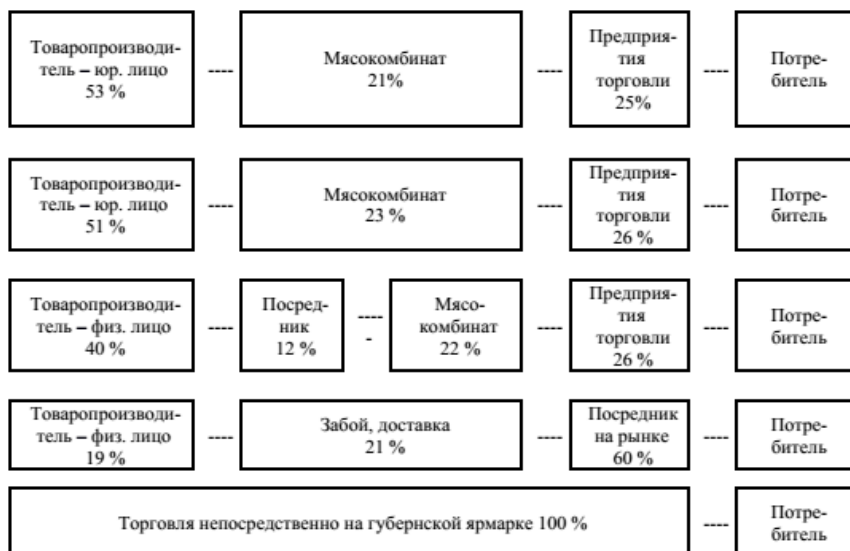 Товаропроизводи-
тель – юр. лицо
53 %
----
Мясокомбинат
21%
----
Предприя-
тия
торговли
25%
----
Потре-
битель
Товаропроизводи-
тель – юр. лицо
51 %
----
Мясокомбинат
23 %
----
Предприя-
тия
торговли
26 %
----
Потре-
битель
Товаропроизводи-
тель – физ. лицо
40 %
----
Посред-
ник
12 %
----
-
Мясо-
комбинат
22 %
----
Предприя-
тия
торговли
26 %
----
Потре-
битель
Товаропроизводи-
тель – физ. лицо
19 %
----
Забой, доставка
21 %
----
Посредник
на рынке
60 %
----
Потре-
битель
Торговля непосредственно на губернской ярмарке 100 %
----
Потре-
битель